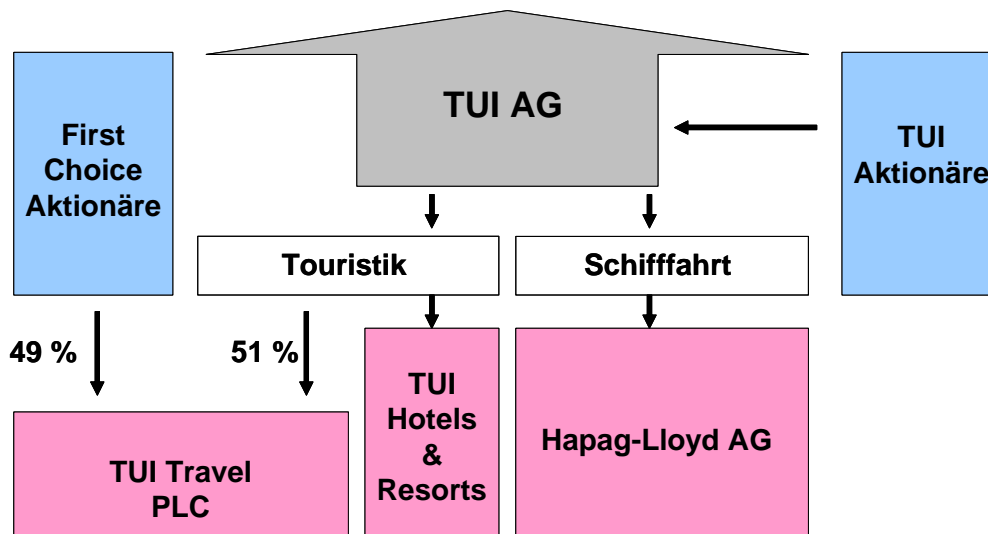 TUI AG
First
Choice
Aktionäre
TUI
Aktionäre
Touristik
Schifffahrt
49 %
51 %
TUI
Hotels
&
Resorts
Hapag-Lloyd AG
TUI Travel
PLC